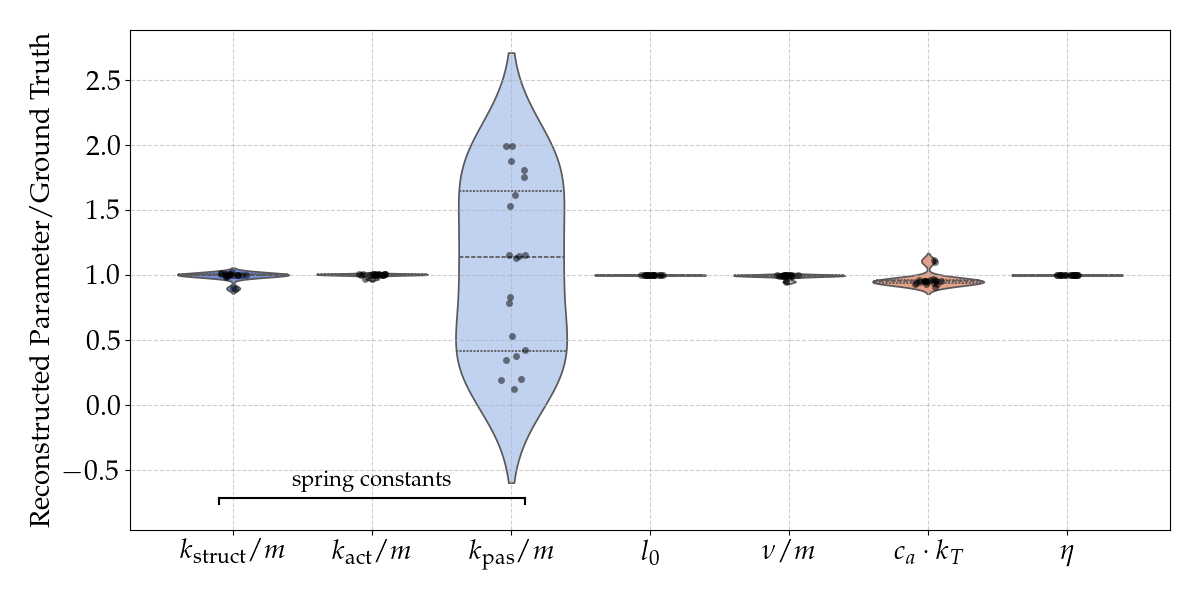 Reconstructed Parameter/Ground Truth
2.5
2.0
1.5
1.0
0.5
0.0
−0.5
spring constants
k_struct/m
k_act/m
k_pas/m
l_0
ν/m
c_a · k_T
η